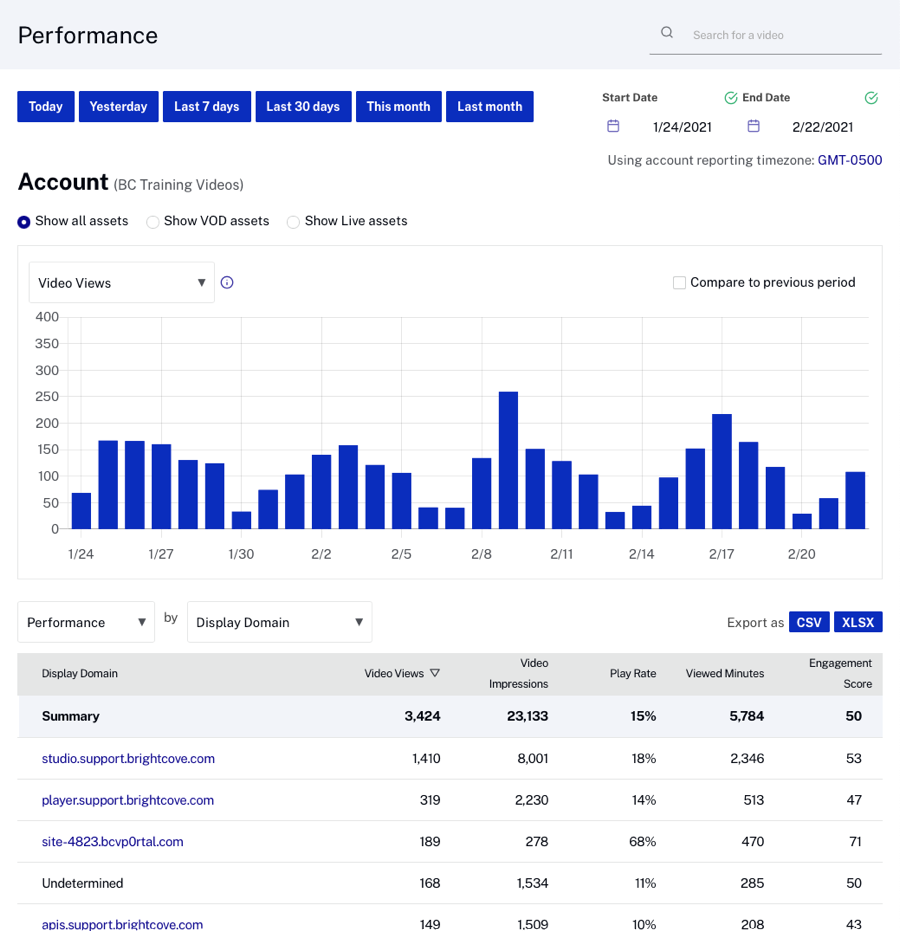 Performance
Search for a video
Today Yesterday Last 7 days Last 30 days This month Last month
Start Date End Date
1/24/2021 2/22/2021
Using account reporting timezone: GMT-0500
Account (BC Training Videos)
Show all assets Show VOD assets Show Live assets
Video Views Compare to previous period
400
350
300
250
200
150
100
50
0
1/24 1/27 1/30 2/2 2/5 2/8 2/11 2/14 2/17 2/20
Performance by Display Domain Export as CSV XLSX
Display Domain Video Views Video Impressions Play Rate Viewed Minutes Engagement Score
Summary 3,424 23,133 15% 5,784 50
studio.support.brightcove.com 1,410 8,001 18% 2,346 53
player.support.brightcove.com 319 2,230 14% 513 47
site-4823.bcvp0rtal.com 189 278 68% 470 71
Undetermined 168 1,534 11% 285 50
apis.support.brightcove.com 149 1,509 10% 208 43